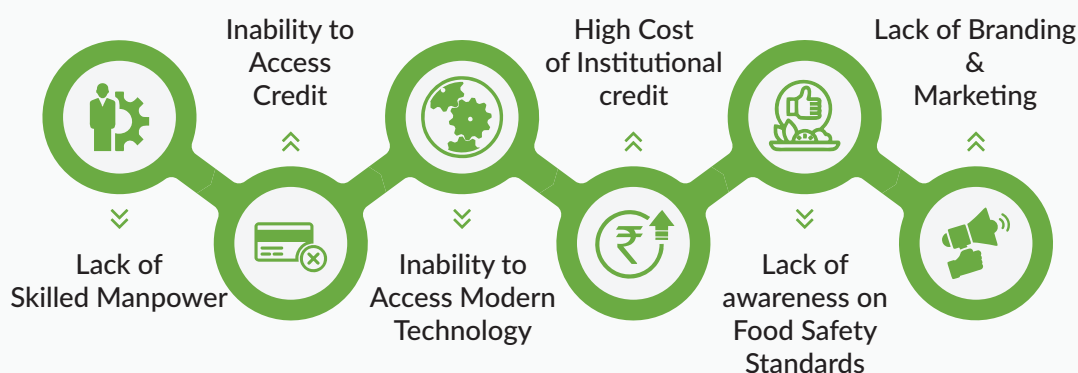 Lack of
Skilled Manpower
Inability to
Access
Credit
Inability to
Access Modern
Technology
High Cost
of Institutional
credit
₹
Lack of
awareness on
Food Safety
Standards
Lack of Branding
&
Marketing